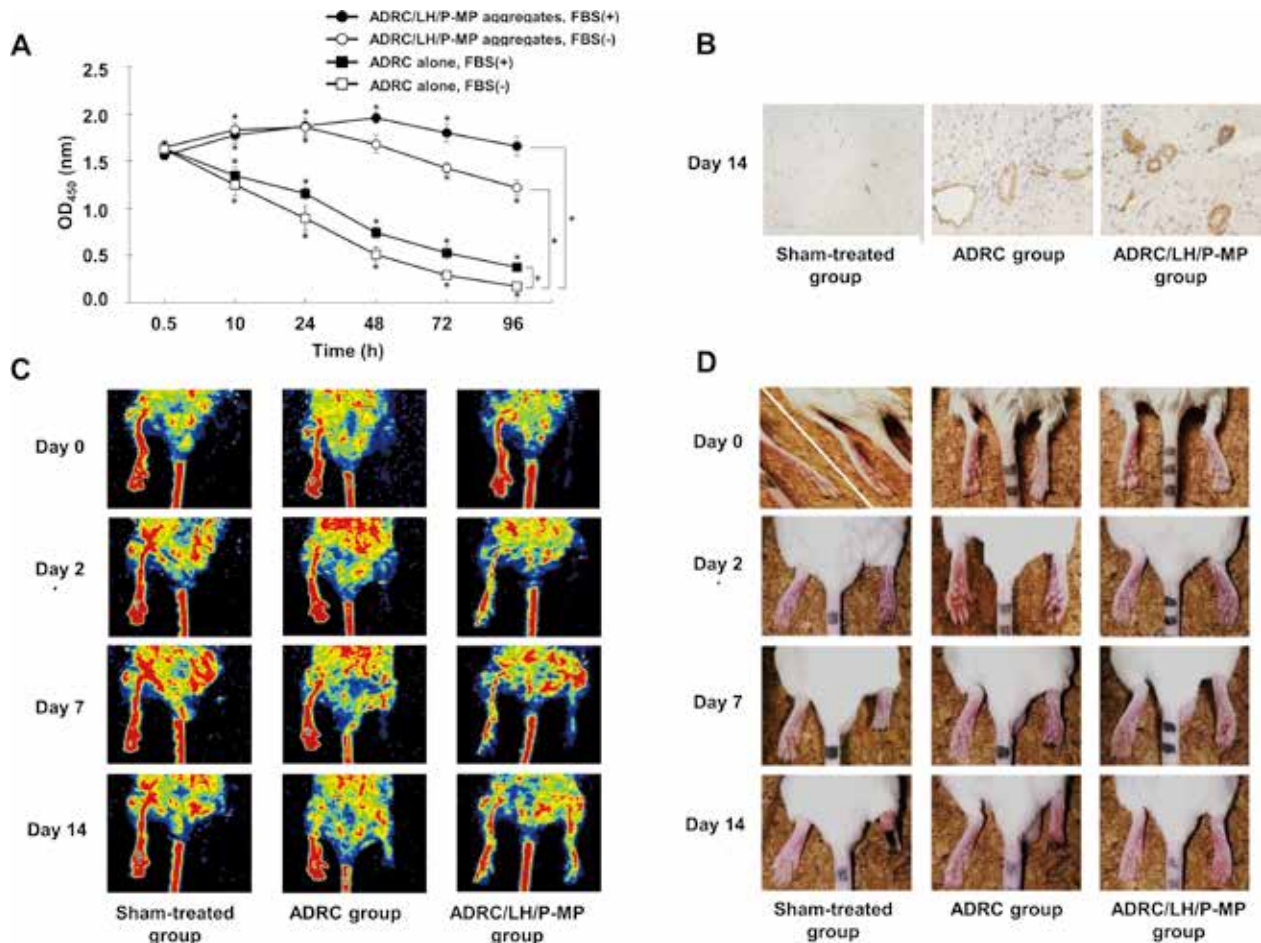 A
ADRC/LH/P-MP aggregates, FBS(+)
ADRC/LH/P-MP aggregates, FBS(-)
ADRC alone, FBS(+)
ADRC alone, FBS(-)
OD450 (nm)
2.5
2.0
1.5
1.0
0.5
0.0
0.5 10 24 48 72 96
Time (h)
B
Day 14
Sham-treated
group
ADRC group
ADRC/LH/P-MP
group
C
Day 0
Day 2
Day 7
Day 14
Sham-treated
group
ADRC group
ADRC/LH/P-MP
group
D
Day 0
Day 2
Day 7
Day 14
Sham-treated
group
ADRC group
ADRC/LH/P-MP
group